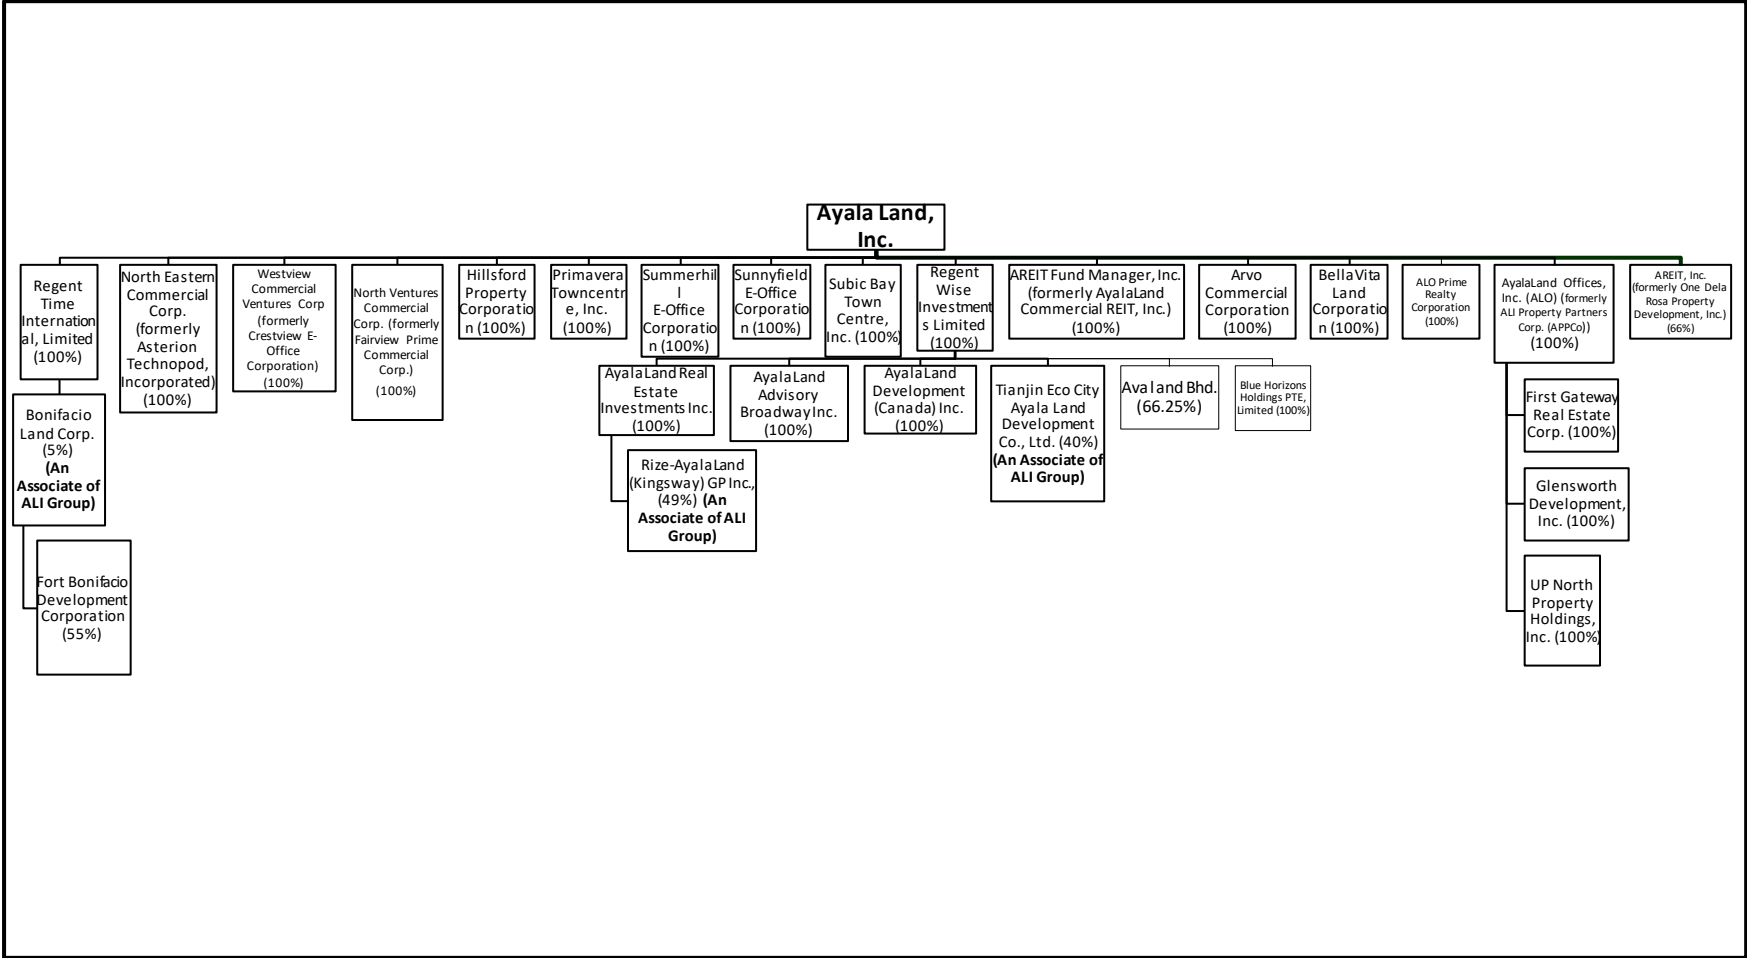 Ayala Land,
Inc.
Regent
Time
Internation
al, Limited
(100%)
North Eastern
Commercial
Corp.
(formerly
Asterion
Technopod,
Incorporated)
(100%)
Westview
Commercial
Ventures Corp
(formerly
Crestview E-
Office
Corporation)
(100%)
North Ventures
Commercial
Corp. (formerly
Fairview Prime
Commercial
Corp.)
(100%)
Hillsford
Property
Corporatio
n (100%)
Primavera
Towncentr
e, Inc.
(100%)
Summerhil
l
E-Office
Corporatio
n (100%)
Sunnyfield
E-Office
Corporatio
n (100%)
Subic Bay
Town
Centre,
Inc. (100%)
Regent
Wise
Investment
s Limited
(100%)
AREIT Fund Manager, Inc.
(formerly AyalaLand
Commercial REIT, Inc.)
(100%)
Arvo
Commercial
Corporation
(100%)
BellaVita
Land
Corporatio
n (100%)
ALO Prime
Realty
Corporation
(100%)
AyalaLand Offices,
Inc. (ALO) (formerly
ALI Property Partners
Corp. (APPCo))
(100%)
AREIT, Inc.
(formerly One Dela
Rosa Property
Development, Inc.)
(66%)
Bonifacio
Land Corp.
(5%)
(An
Associate of
ALI Group)
Fort Bonifacio
Development
Corporation
(55%)
AyalaLand Real
Estate
Investments Inc.
(100%)
AyalaLand
Advisory
Broadway Inc.
(100%)
AyalaLand
Development
(Canada) Inc.
(100%)
Tianjin Eco City
Ayala Land
Development
Co., Ltd. (40%)
(An Associate of
ALI Group)
Avaland Bhd.
(66.25%)
Blue Horizons
Holdings PTE,
Limited (100%)
Rize-AyalaLand
(Kingsway) GP Inc.,
(49%) (An
Associate of ALI
Group)
First Gateway
Real Estate
Corp. (100%)
Glensworth
Development,
Inc. (100%)
UP North
Property
Holdings,
Inc. (100%)